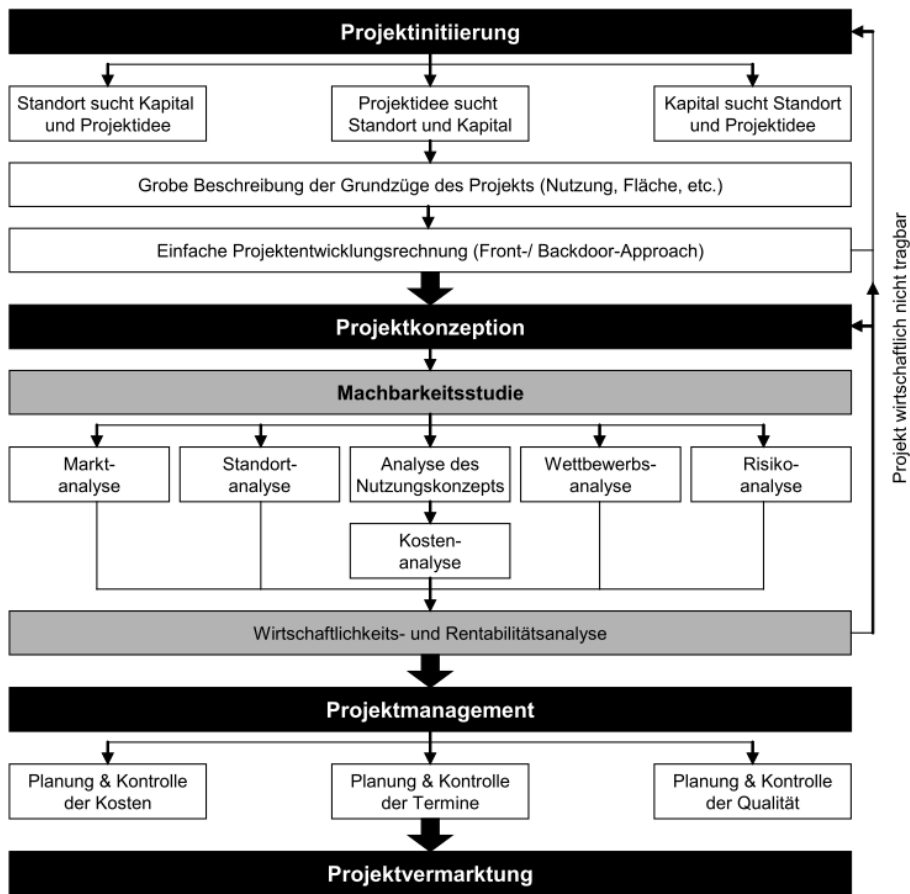 Projektinitiierung
Standort sucht Kapital
und Projektidee
Projektidee sucht
Standort und Kapital
Kapital sucht Standort
und Projektidee
Grobe Beschreibung der Grundzüge des Projekts (Nutzung, Fläche, etc.)
Einfache Projektentwicklungsrechnung (Front-/ Backdoor-Approach)
Projektkonzeption
Machbarkeitsstudie
Markt-
analyse
Standort-
analyse
Analyse des
Nutzungskonzepts
Wettbewerbs-
analyse
Risiko-
analyse
Kosten-
analyse
Wirtschaftlichkeits- und Rentabilitätsanalyse
Projektmanagement
Planung & Kontrolle
der Kosten
Planung & Kontrolle
der Termine
Planung & Kontrolle
der Qualität
Projektvermarktung
Projekt wirtschaftlich nicht tragbar